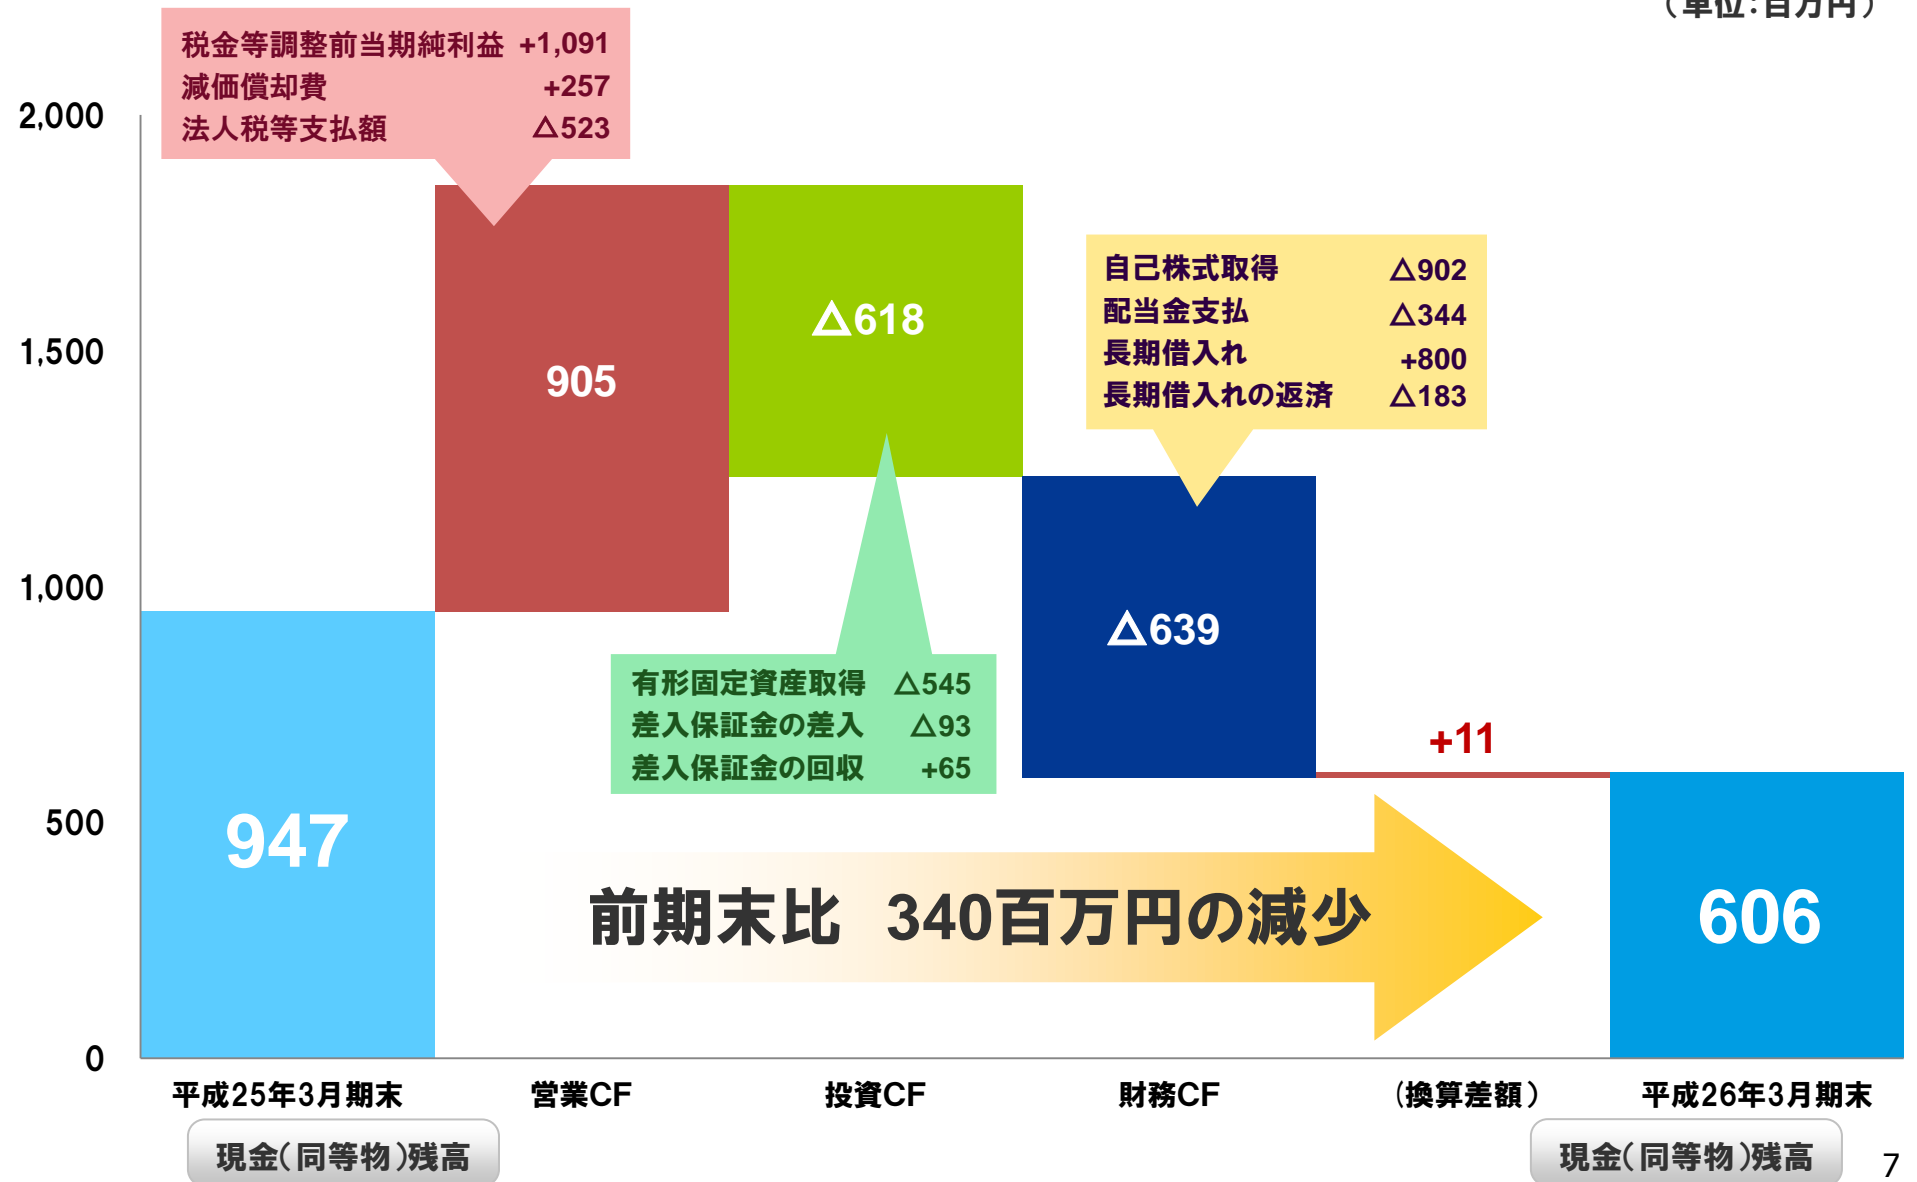 （単位：百万円）
税金等調整前当期純利益 +1,091
減価償却費 +257
法人税等支払額 △523
2,000
1,500
1,000
500
0
905
△618
自己株式取得 △902
配当金支払 △344
長期借入れ +800
長期借入れの返済 △183
△639
有形固定資産取得 △545
差入保証金の差入 △93
差入保証金の回収 +65
+11
947
前期末比 340百万円の減少
606
平成25年3月期末 営業CF 投資CF 財務CF （換算差額） 平成26年3月期末
現金（同等物）残高 現金（同等物）残高
7